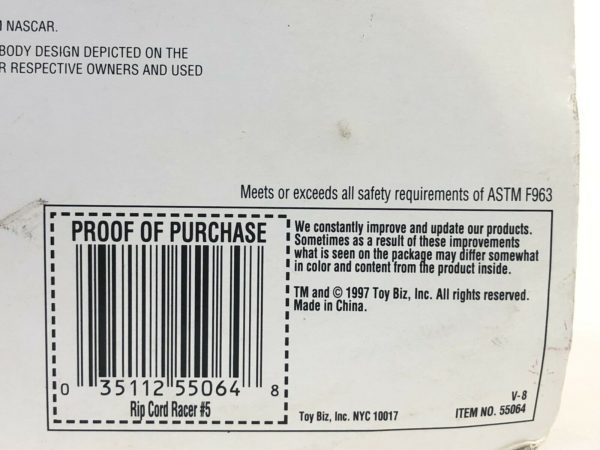 NASCAR.
BODY DESIGN DEPICTED ON THE
R RESPECTIVE OWNERS AND USED
Meets or exceeds all safety requirements of ASTM F963
PROOF OF PURCHASE
0 35112 55064 8
Rip Cord Racer #5
We constantly improve and update our products.
Sometimes as a result of these improvements
what is seen on the package may differ somewhat
in color and content from the product inside.
TM and © 1997 Toy Biz, Inc. All rights reserved.
Made in China.
Toy Biz, Inc. NYC 10017
V-8
ITEM NO. 55064